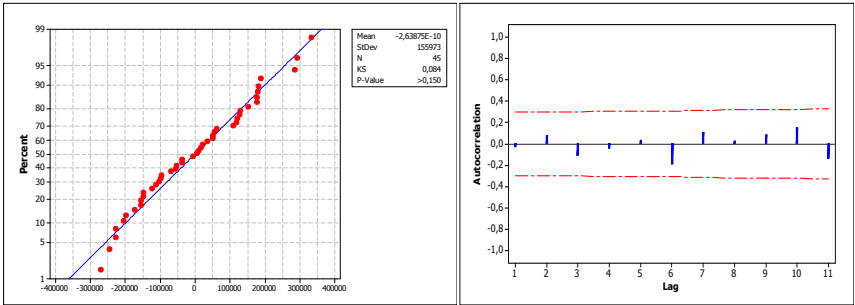 99
95
90
80
70
60
50
40
30
20
10
5
1
Percent
-400000 -300000 -200000 -100000 0 100000 200000 300000 400000
Mean -2,63875E-10
StDev 155973
N 45
KS 0,084
P-Value >0,150
1,0
0,8
0,6
0,4
0,2
0,0
-0,2
-0,4
-0,6
-0,8
-1,0
Autocorrelation
1 2 3 4 5 6 7 8 9 10 11
Lag